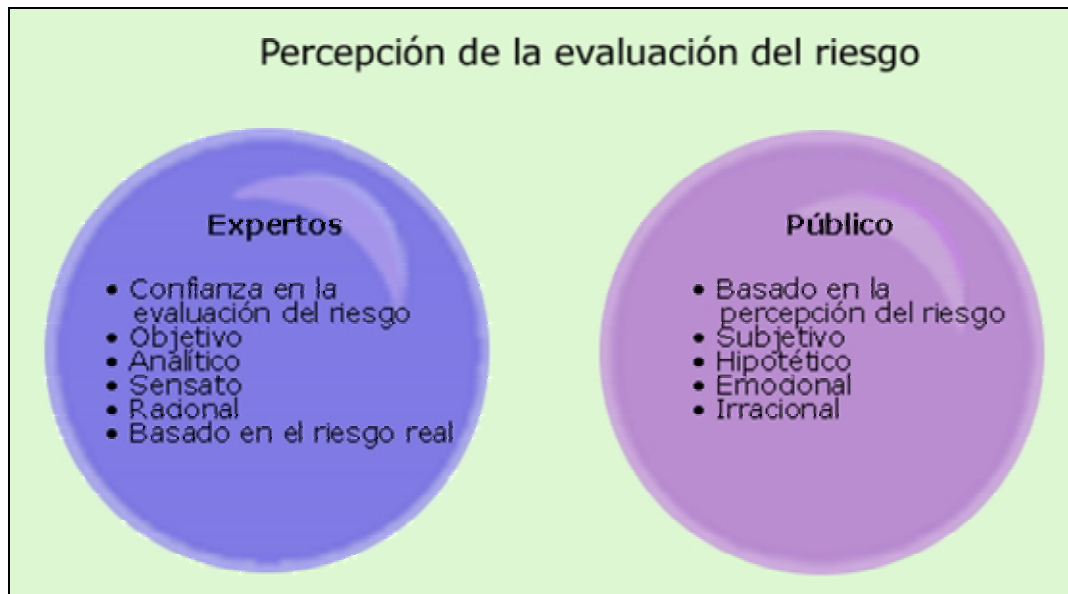 Percepción de la evaluación del riesgo
Expertos
• Confianza en la
evaluación del riesgo
• Objetivo
• Analítico
• Sensato
• Racional
• Basado en el riesgo real
Público
• Basado en la
percepción del riesgo
• Subjetivo
• Hipotético
• Emocional
• Irracional